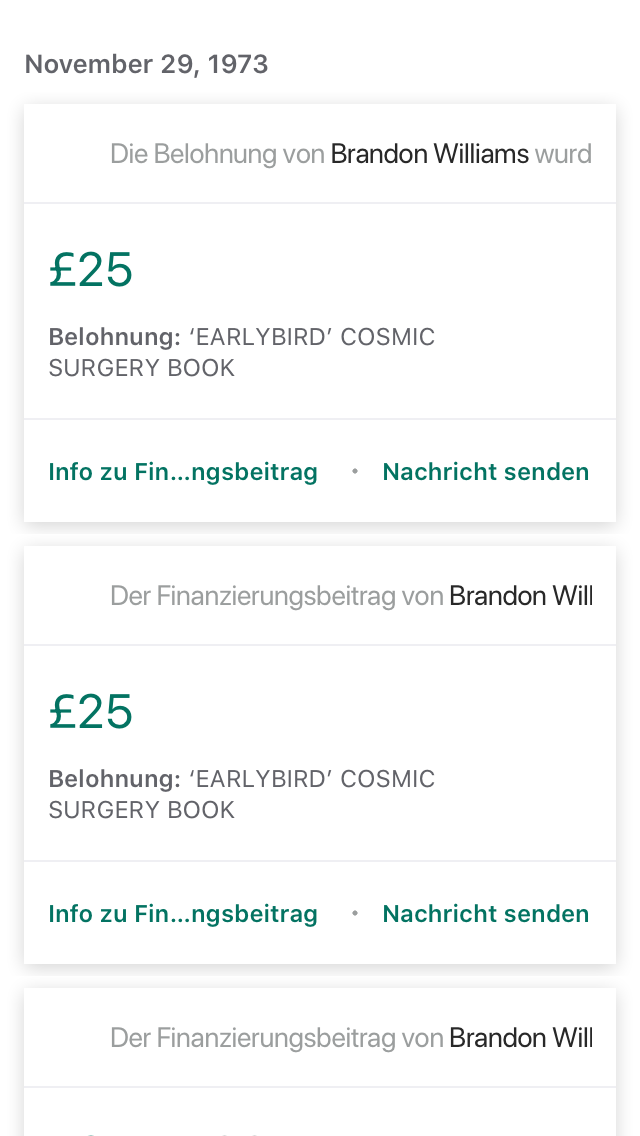 November 29, 1973
Die Belohnung von Brandon Williams wurd
£25
Belohnung: ‘EARLYBIRD’ COSMIC
SURGERY BOOK
Info zu Fin...ngsbeitrag • Nachricht senden
Der Finanzierungsbeitrag von Brandon Will
£25
Belohnung: ‘EARLYBIRD’ COSMIC
SURGERY BOOK
Info zu Fin...ngsbeitrag • Nachricht senden
Der Finanzierungsbeitrag von Brandon Will